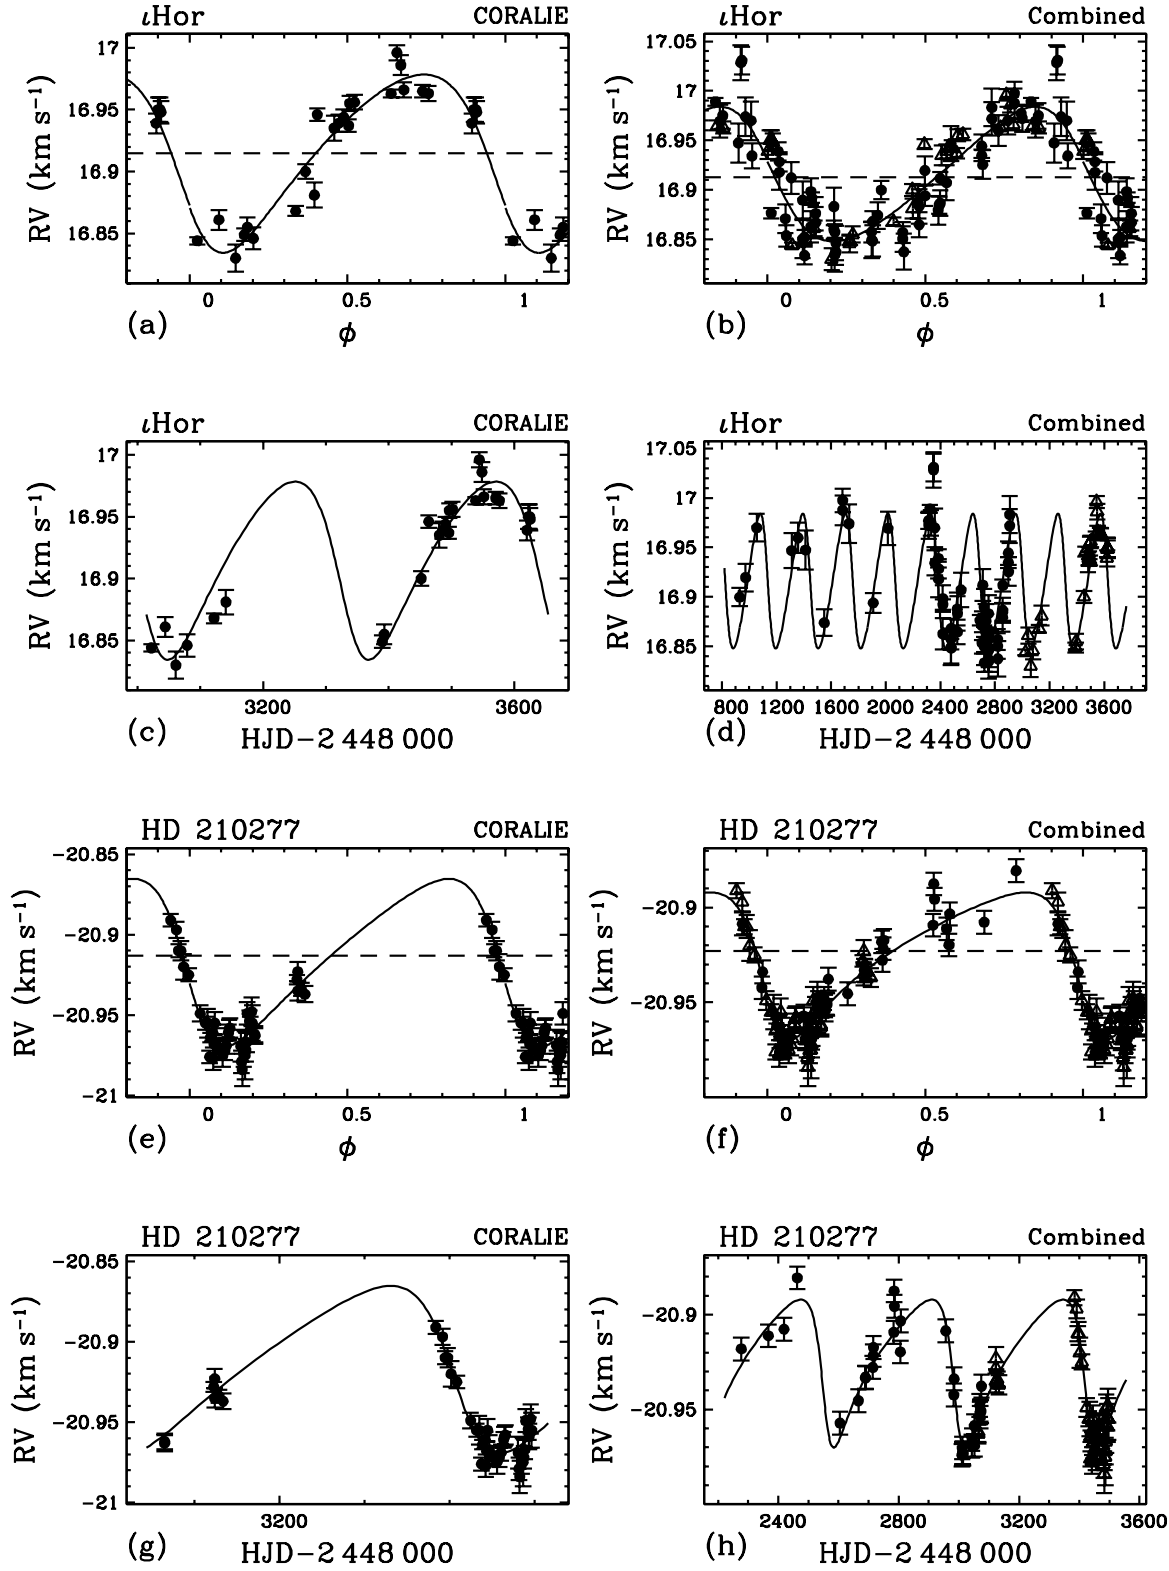 ιHor CORALIE
17
16.95
16.9
16.85
RV (km s⁻¹)
0 0.5 1
(a) ϕ
ιHor Combined
17.05
17
16.95
16.9
16.85
RV (km s⁻¹)
0 0.5 1
(b) ϕ
ιHor CORALIE
17
16.95
16.9
16.85
RV (km s⁻¹)
3200 3600
(c) HJD−2 448 000
ιHor Combined
17.05
17
16.95
16.9
16.85
RV (km s⁻¹)
800 1200 1600 2000 2400 2800 3200 3600
(d) HJD−2 448 000
HD 210277 CORALIE
−20.85
−20.9
−20.95
−21
RV (km s⁻¹)
0 0.5 1
(e) ϕ
HD 210277 Combined
−20.9
−20.95
RV (km s⁻¹)
0 0.5 1
(f) ϕ
HD 210277 CORALIE
−20.85
−20.9
−20.95
−21
RV (km s⁻¹)
3200
(g) HJD−2 448 000
HD 210277 Combined
−20.9
−20.95
RV (km s⁻¹)
2400 2800 3200 3600
(h) HJD−2 448 000